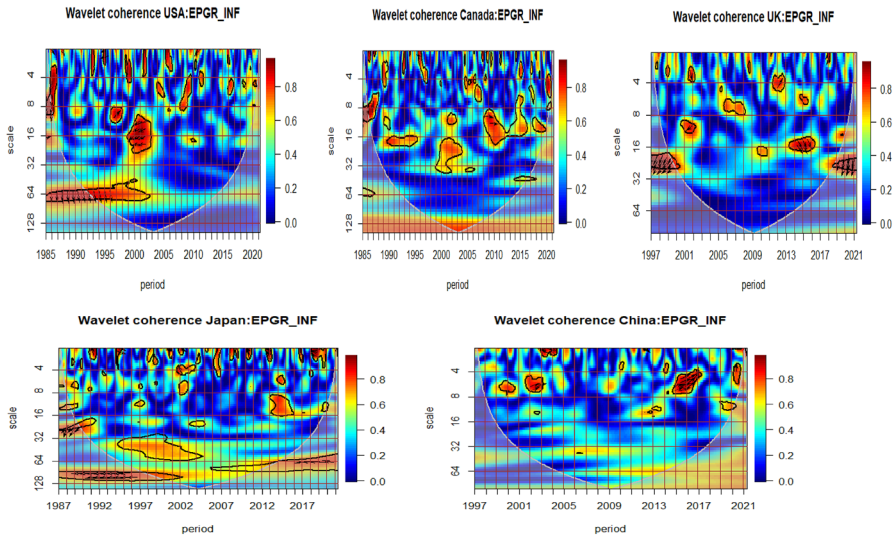 Wavelet coherence USA:EPGR_INF
scale
4
8
16
32
64
128
0.8
0.6
0.4
0.2
0.0
1985 1990 1995 2000 2005 2010 2015 2020
period
Wavelet coherence Canada:EPGR_INF
scale
4
8
16
32
64
128
0.8
0.6
0.4
0.2
0.0
1985 1990 1995 2000 2005 2010 2015 2020
period
Wavelet coherence UK:EPGR_INF
scale
4
8
16
32
64
0.8
0.6
0.4
0.2
0.0
1997 2001 2005 2009 2013 2017 2021
period
Wavelet coherence Japan:EPGR_INF
scale
4
8
16
32
64
128
0.8
0.6
0.4
0.2
0.0
1987 1992 1997 2002 2007 2012 2017
period
Wavelet coherence China:EPGR_INF
scale
4
8
16
32
64
0.8
0.6
0.4
0.2
0.0
1997 2001 2005 2009 2013 2017 2021
period